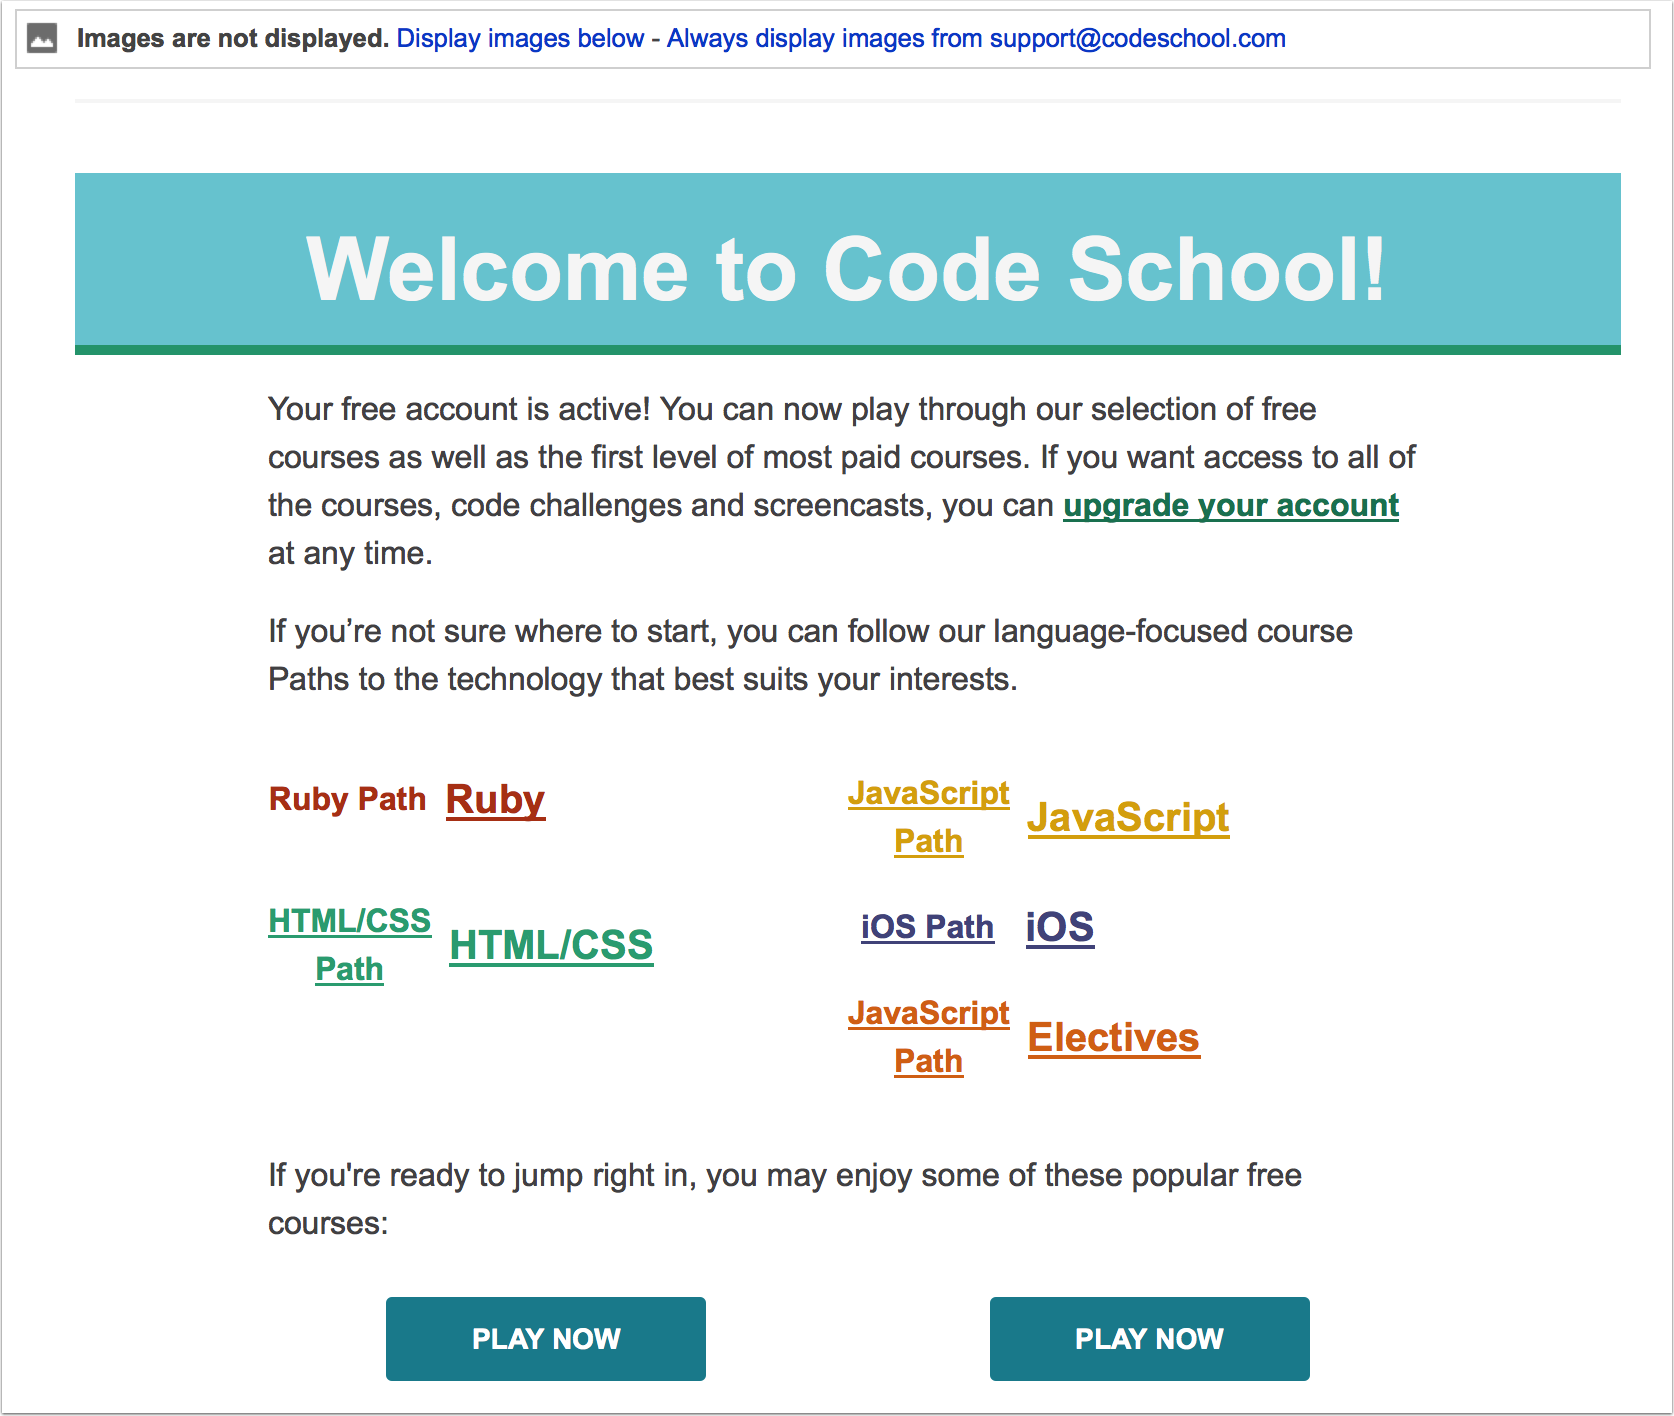 Images are not displayed. Display images below - Always display images from support@codeschool.com
Welcome to Code School!
Your free account is active! You can now play through our selection of free
courses as well as the first level of most paid courses. If you want access to all of
the courses, code challenges and screencasts, you can upgrade your account
at any time.
If you’re not sure where to start, you can follow our language-focused course
Paths to the technology that best suits your interests.
Ruby Path Ruby
JavaScript
Path
JavaScript
HTML/CSS
Path
HTML/CSS
iOS Path iOS
JavaScript
Path
Electives
If you're ready to jump right in, you may enjoy some of these popular free
courses:
PLAY NOW
PLAY NOW